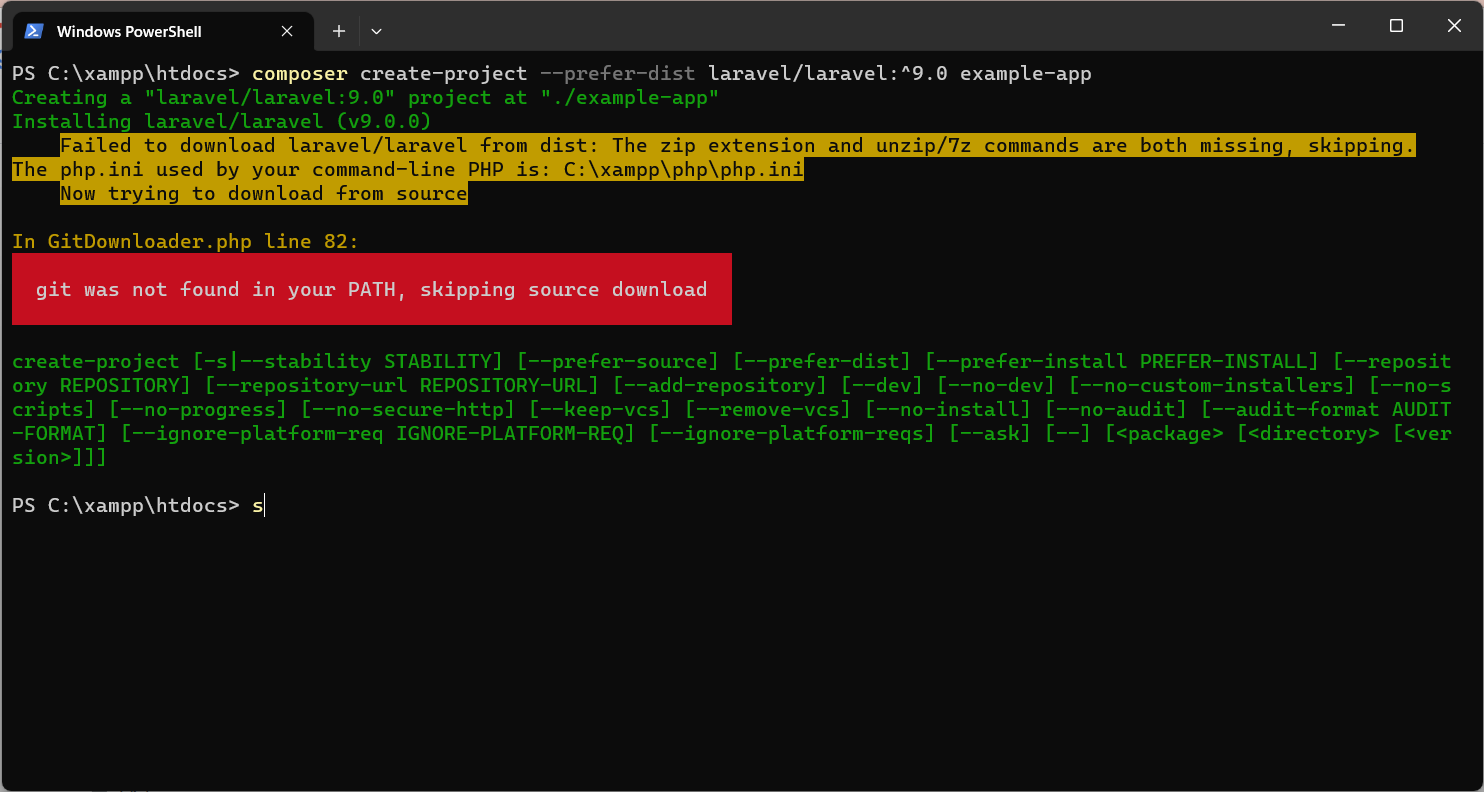 Windows PowerShell
PS C:\xampp\htdocs> composer create-project --prefer-dist laravel/laravel:^9.0 example-app
Creating a "laravel/laravel:9.0" project at "./example-app"
Installing laravel/laravel (v9.0.0)
Failed to download laravel/laravel from dist: The zip extension and unzip/7z commands are both missing, skipping.
The php.ini used by your command-line PHP is: C:\xampp\php\php.ini
Now trying to download from source
In GitDownloader.php line 82:
git was not found in your PATH, skipping source download
create-project [-s|--stability STABILITY] [--prefer-source] [--prefer-dist] [--prefer-install PREFER-INSTALL] [--reposit
ory REPOSITORY] [--repository-url REPOSITORY-URL] [--add-repository] [--dev] [--no-dev] [--no-custom-installers] [--no-s
cripts] [--no-progress] [--no-secure-http] [--keep-vcs] [--remove-vcs] [--no-install] [--no-audit] [--audit-format AUDIT
-FORMAT] [--ignore-platform-req IGNORE-PLATFORM-REQ] [--ignore-platform-reqs] [--ask] [--] [<package> [<directory> [<ver
sion>]]]
PS C:\xampp\htdocs> s